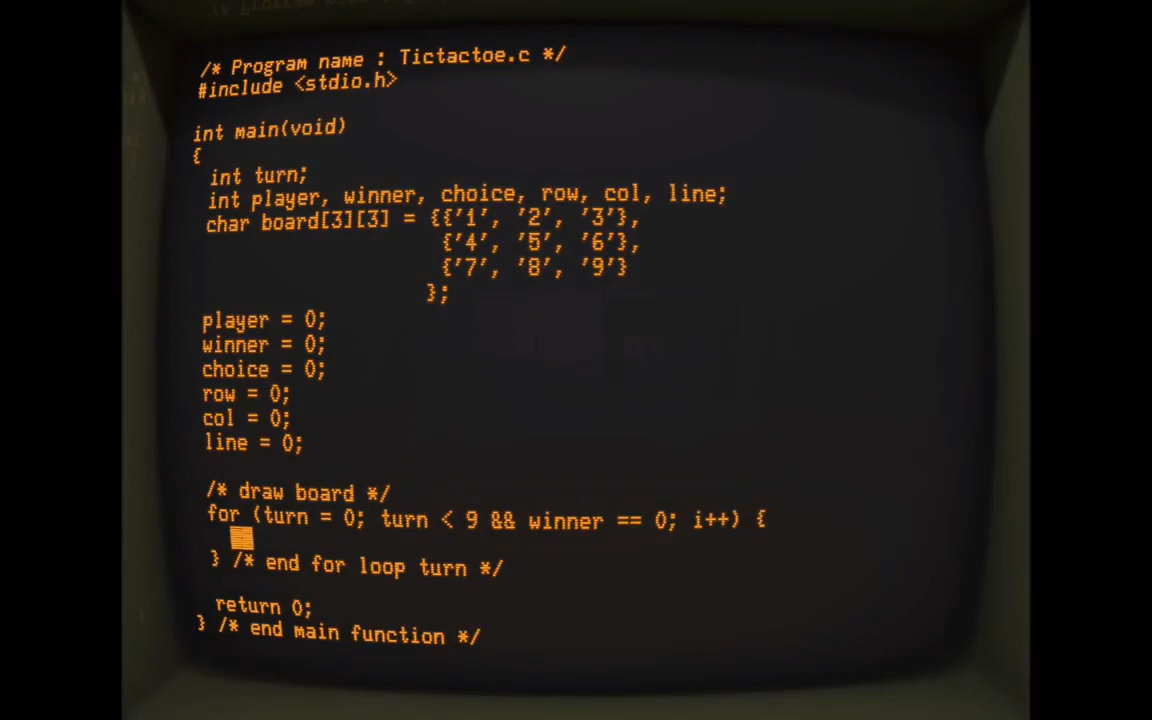 /* Program name : Tictactoe.c */
#include <stdio.h>
int main(void)
{
int turn;
int player, winner, choice, row, col, line;
char board[3][3] = {{'1', '2', '3'},
{'4', '5', '6'},
{'7', '8', '9'}
};
player = 0;
winner = 0;
choice = 0;
row = 0;
col = 0;
line = 0;
/* draw board */
for (turn = 0; turn < 9 && winner == 0; i++) {
} /* end for loop turn */
return 0;
} /* end main function */